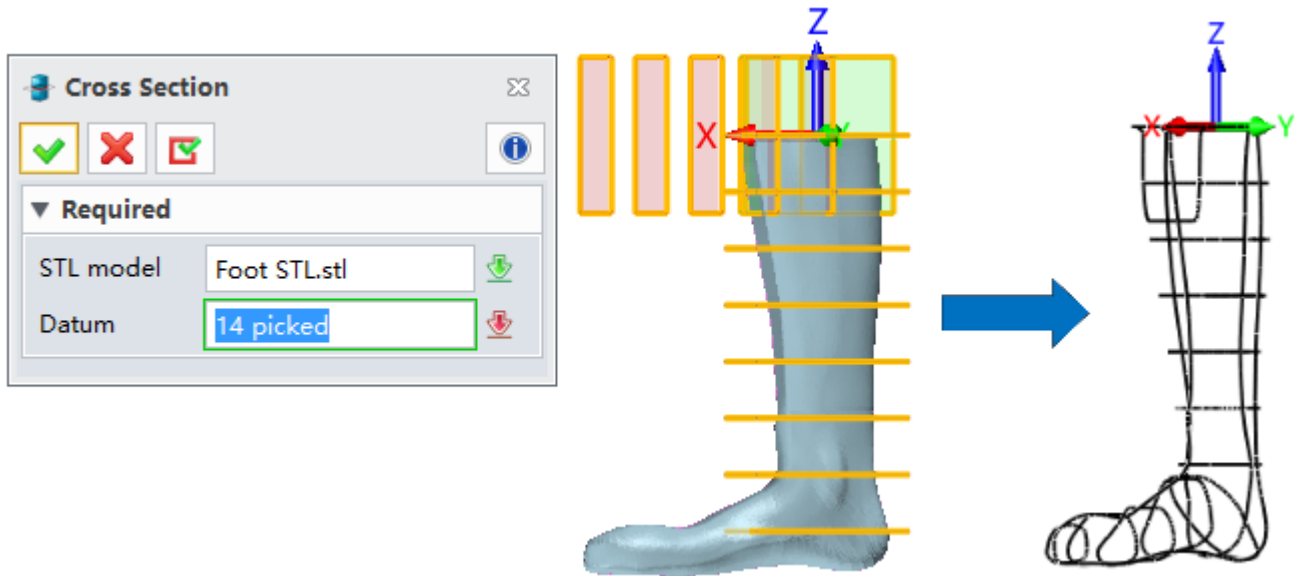 Cross Section
Required
STL model
Foot STL.stl
Datum
14 picked
Z
X
Y
Z
X
Y